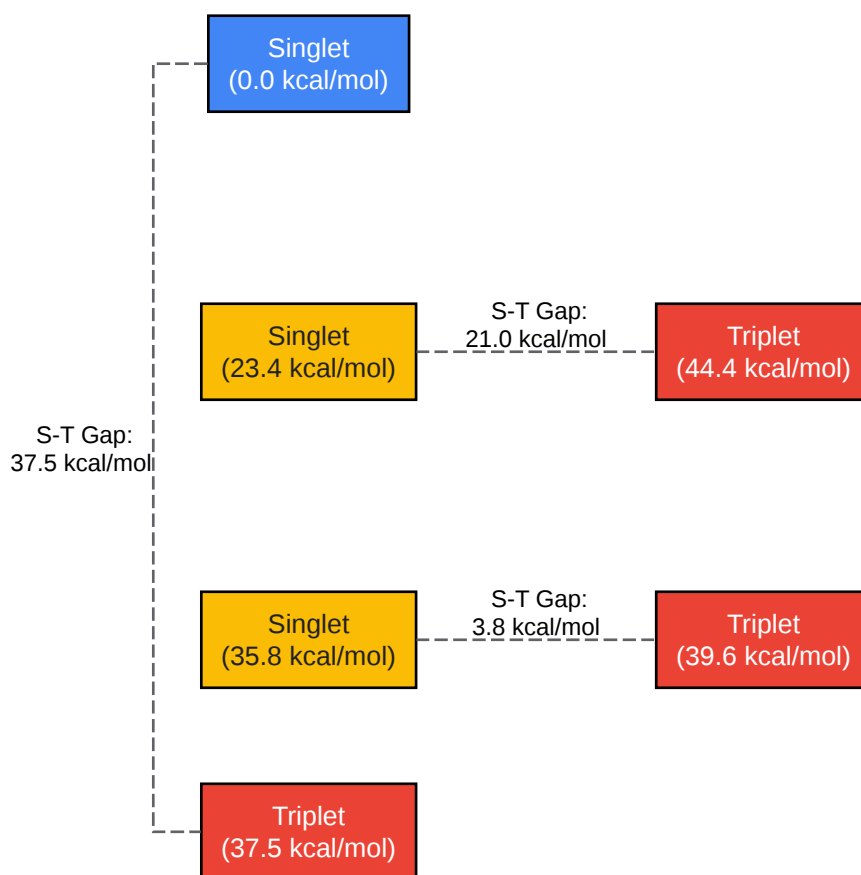 Singlet
(0.0 kcal/mol)
Singlet
(23.4 kcal/mol)
S-T Gap:
21.0 kcal/mol
Triplet
(44.4 kcal/mol)
S-T Gap:
37.5 kcal/mol
Singlet
(35.8 kcal/mol)
S-T Gap:
3.8 kcal/mol
Triplet
(39.6 kcal/mol)
Triplet
(37.5 kcal/mol)